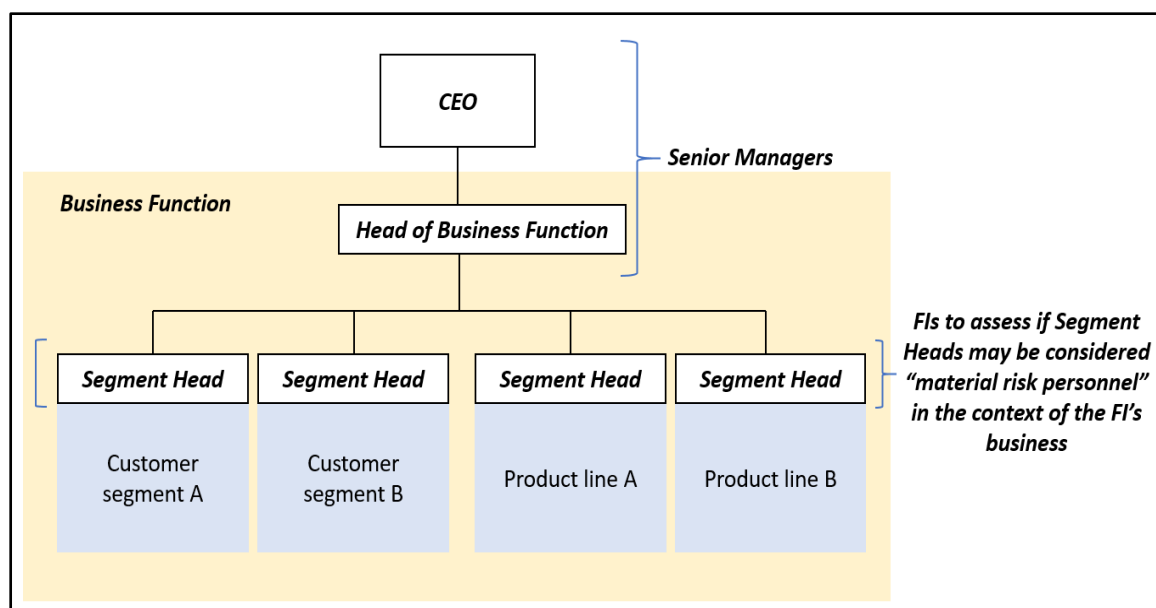 CEO
Senior Managers
Business Function
Head of Business Function
FIs to assess if Segment
Heads may be considered
“material risk personnel”
in the context of the FI’s
business
Segment Head
Segment Head
Segment Head
Segment Head
Customer
segment A
Customer
segment B
Product line A
Product line B